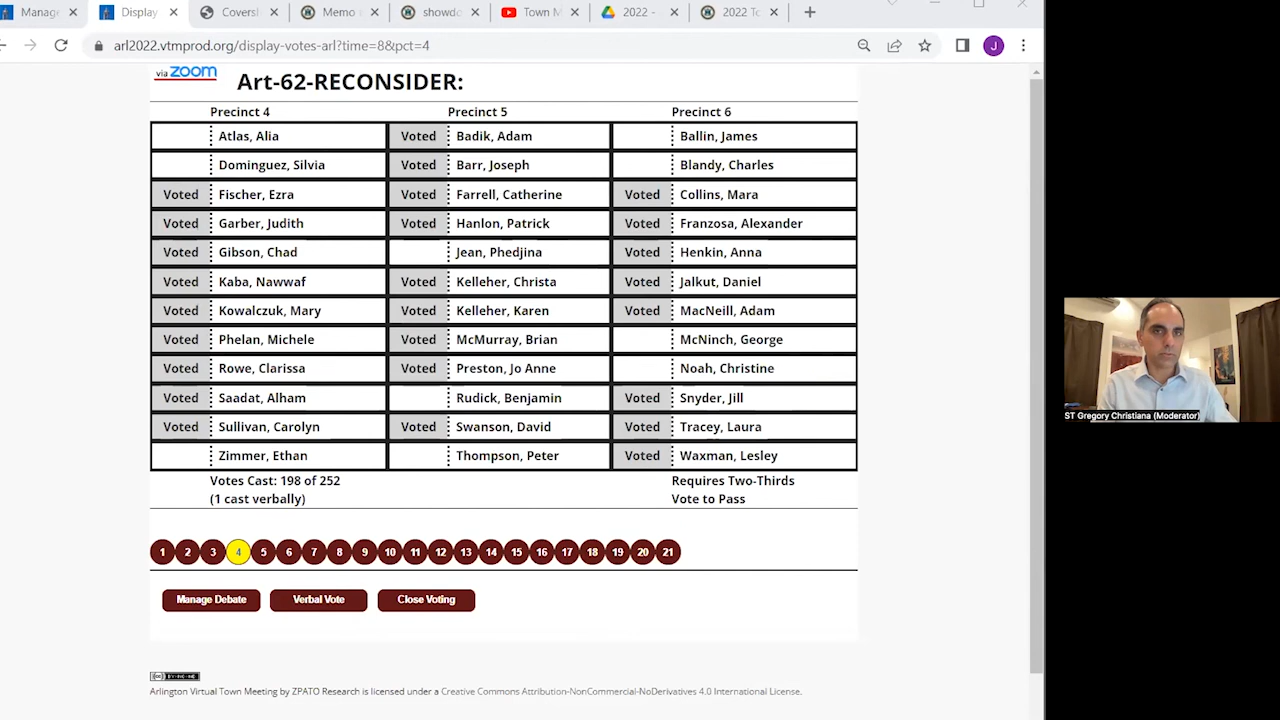 Manage
Display
Coversh
Memo
showdo
Town M
2022 -
2022 To
arl2022.vtmprod.org/display-votes-arl?time=8&pct=4
J
via zoom
Art-62-RECONSIDER:
Precinct 4 Precinct 5 Precinct 6
Atlas, Alia Voted Badik, Adam Ballin, James
Dominguez, Silvia Voted Barr, Joseph Blandy, Charles
Voted Fischer, Ezra Voted Farrell, Catherine Voted Collins, Mara
Voted Garber, Judith Voted Hanlon, Patrick Voted Franzosa, Alexander
Voted Gibson, Chad Jean, Phedjina Voted Henkin, Anna
Voted Kaba, Nawwaf Voted Kelleher, Christa Voted Jalkut, Daniel
Voted Kowalczuk, Mary Voted Kelleher, Karen Voted MacNeill, Adam
Voted Phelan, Michele Voted McMurray, Brian McNinch, George
Voted Rowe, Clarissa Voted Preston, Jo Anne Noah, Christine
Voted Saadat, Alham Rudick, Benjamin Voted Snyder, Jill
Voted Sullivan, Carolyn Voted Swanson, David Voted Tracey, Laura
Zimmer, Ethan Thompson, Peter Voted Waxman, Lesley
Votes Cast: 198 of 252 Requires Two-Thirds
(1 cast verbally) Vote to Pass
1 2 3 4 5 6 7 8 9 10 11 12 13 14 15 16 17 18 19 20 21
Manage Debate Verbal Vote Close Voting
Arlington Virtual Town Meeting by ZPATO Research is licensed under a Creative Commons Attribution-NonCommercial-NoDerivatives 4.0 International License.
ST Gregory Christiana (Moderator)